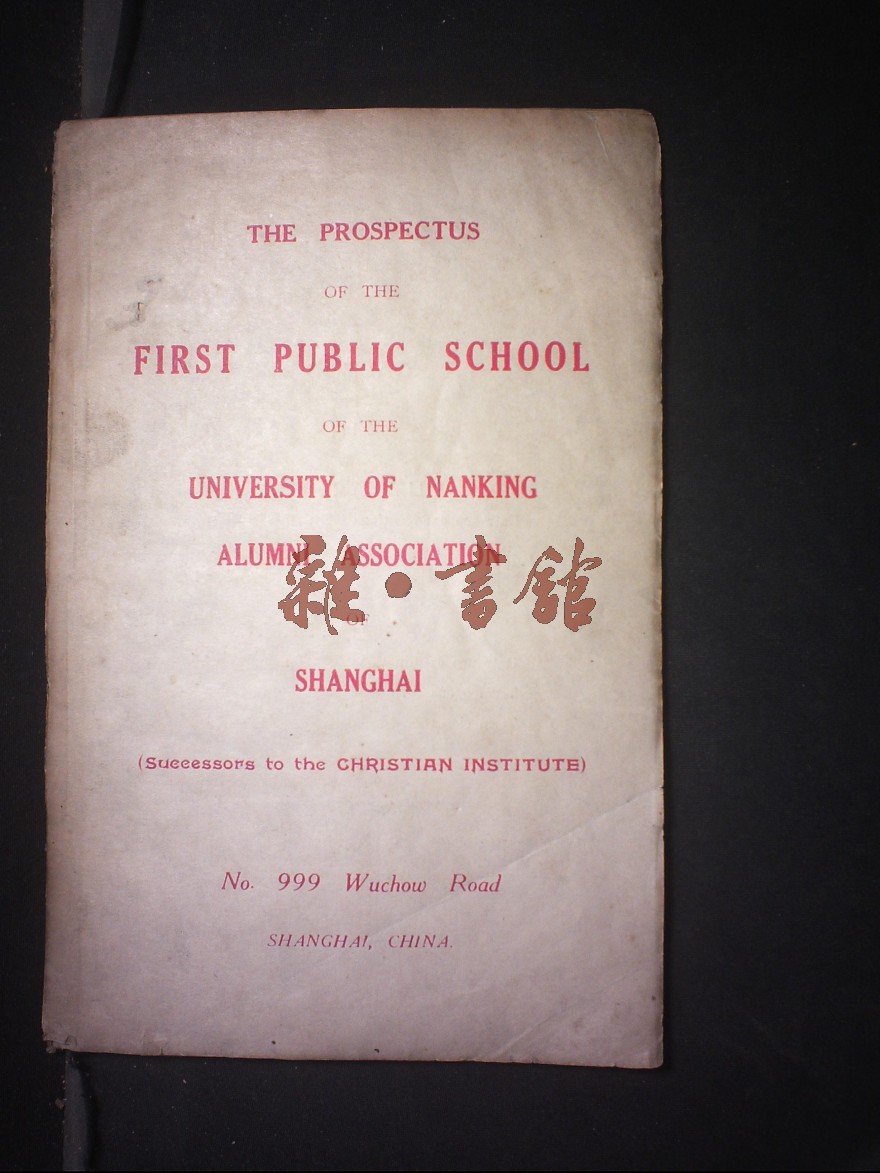 THE PROSPECTUS
OF THE
FIRST PUBLIC SCHOOL
OF THE
UNIVERSITY OF NANKING
ALUMNI ASSOCIATION
雜·書館
OF
SHANGHAI
(Successors to the CHRISTIAN INSTITUTE)
No. 999 Wuchow Road
SHANGHAI, CHINA.